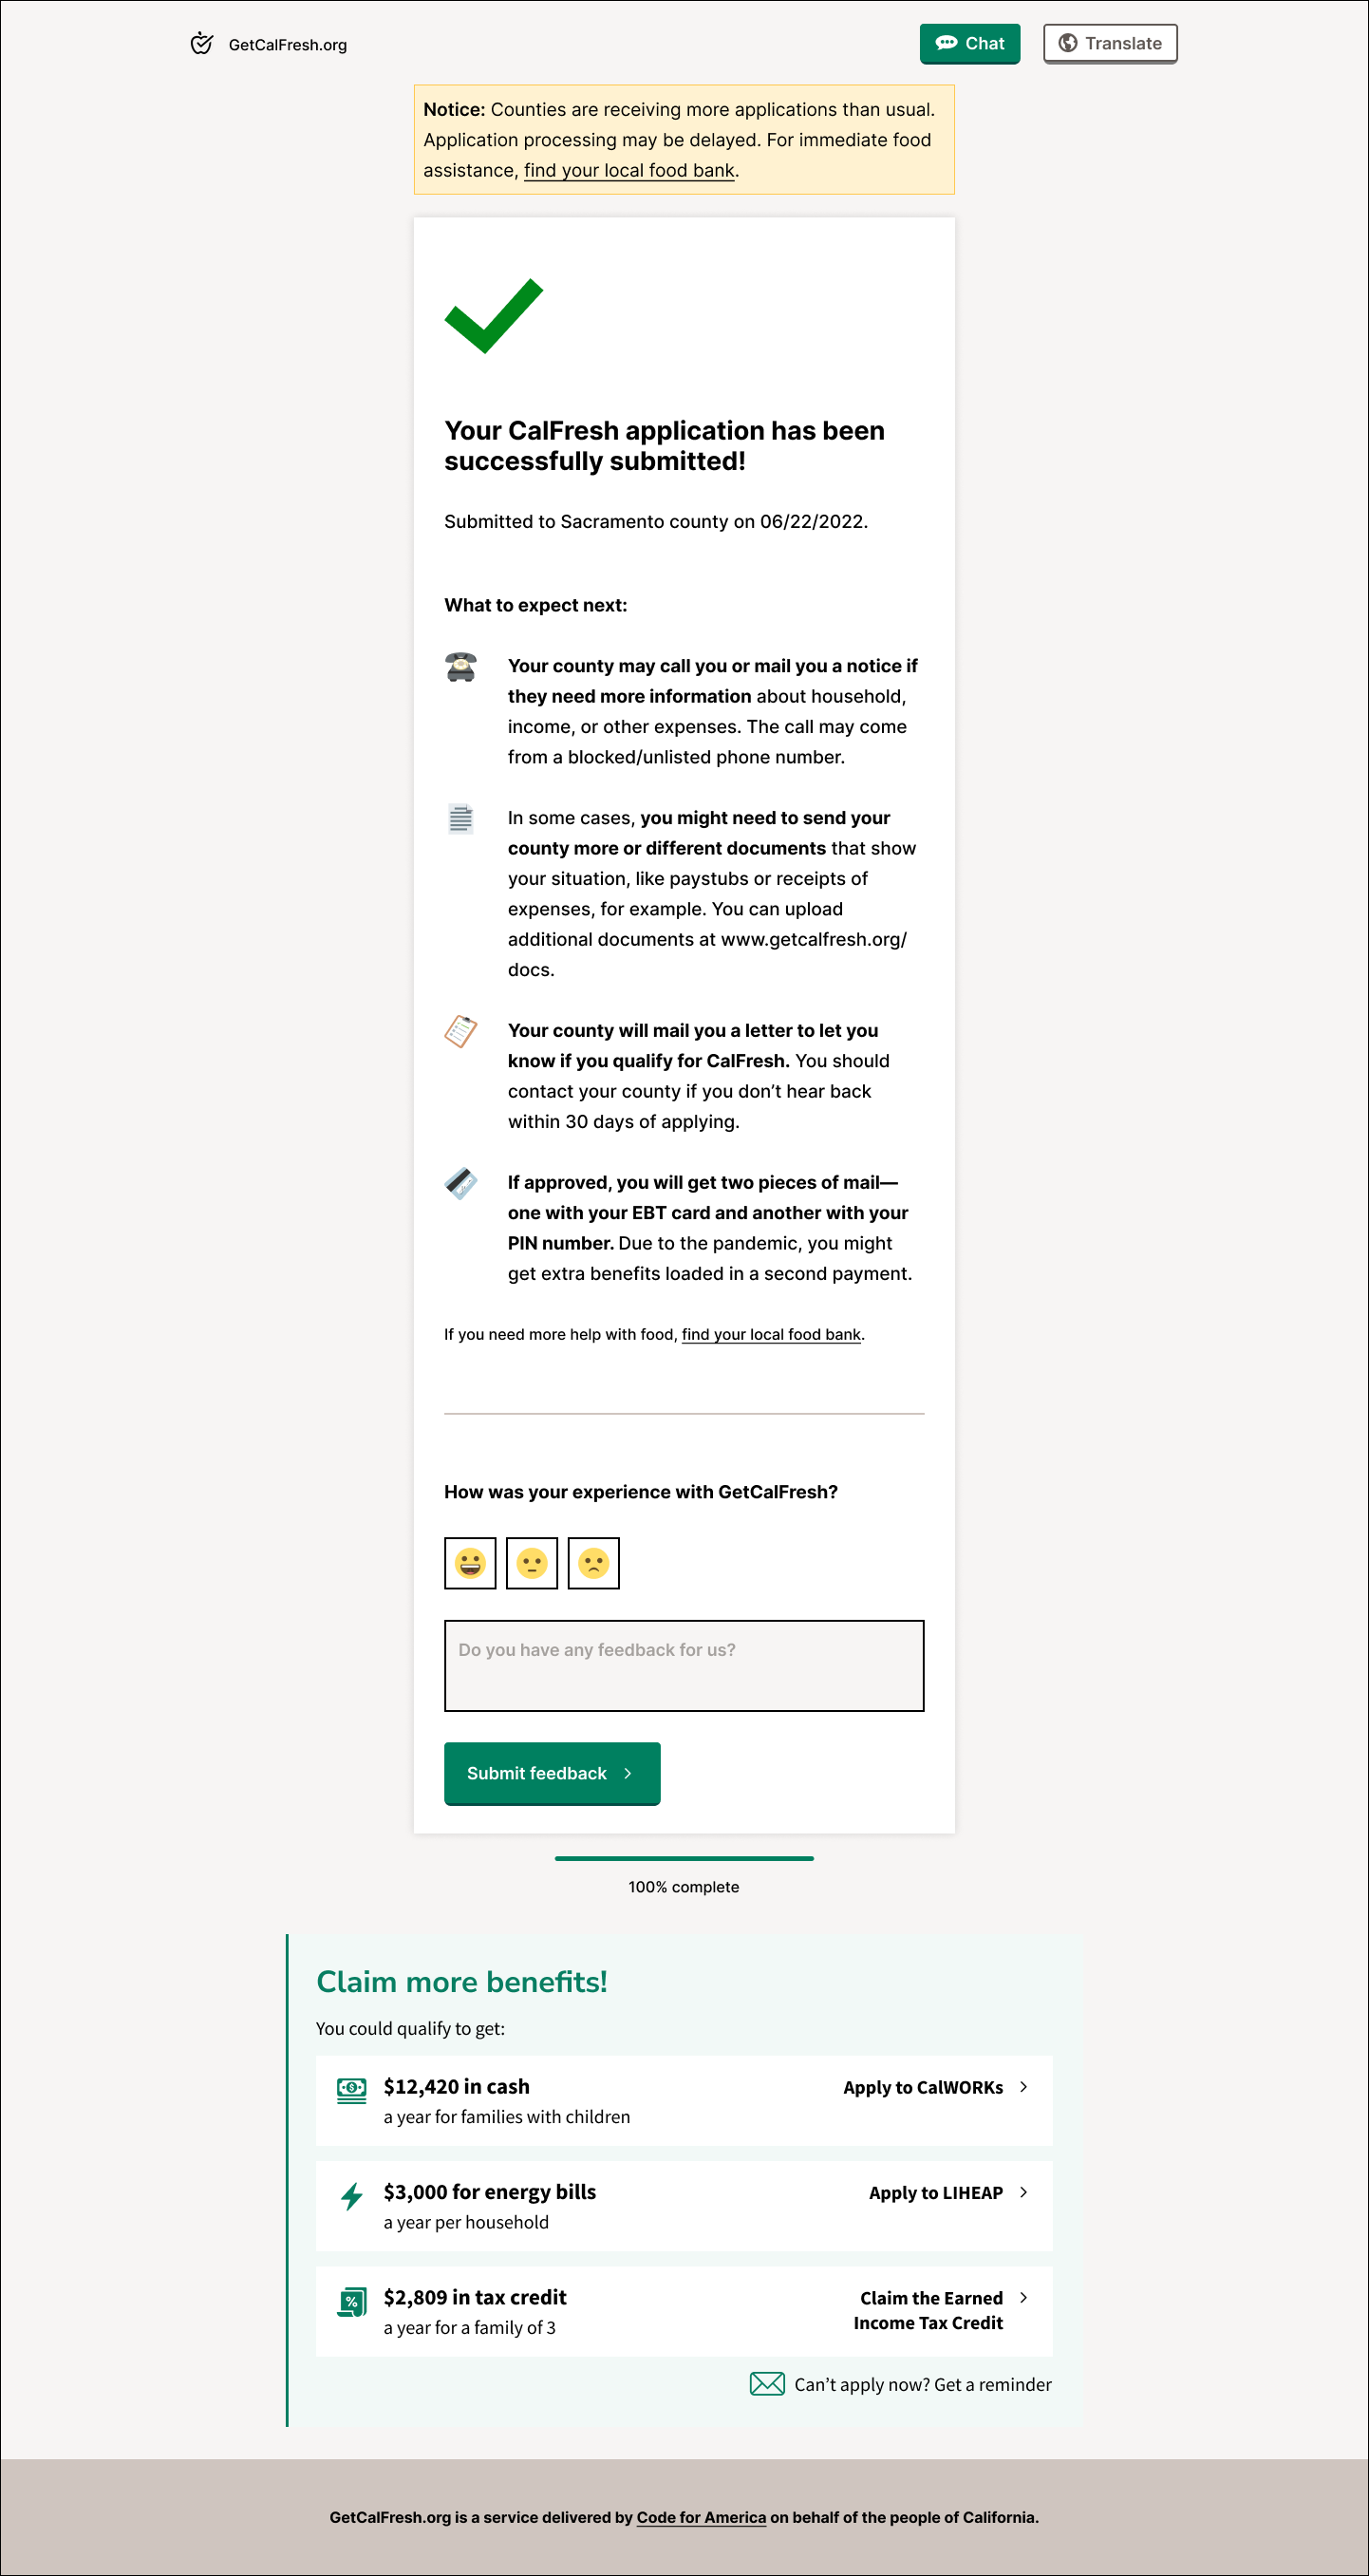 GetCalFresh.org
Chat
Translate
Notice: Counties are receiving more applications than usual.
Application processing may be delayed. For immediate food
assistance, find your local food bank.
Your CalFresh application has been
successfully submitted!
Submitted to Sacramento county on 06/22/2022.
What to expect next:
Your county may call you or mail you a notice if
they need more information about household,
income, or other expenses. The call may come
from a blocked/unlisted phone number.
In some cases, you might need to send your
county more or different documents that show
your situation, like paystubs or receipts of
expenses, for example. You can upload
additional documents at www.getcalfresh.org/
docs.
Your county will mail you a letter to let you
know if you qualify for CalFresh. You should
contact your county if you don’t hear back
within 30 days of applying.
If approved, you will get two pieces of mail—
one with your EBT card and another with your
PIN number. Due to the pandemic, you might
get extra benefits loaded in a second payment.
If you need more help with food, find your local food bank.
How was your experience with GetCalFresh?
Do you have any feedback for us?
Submit feedback
100% complete
Claim more benefits!
You could qualify to get:
$12,420 in cash
a year for families with children
Apply to CalWORKs
$3,000 for energy bills
a year per household
Apply to LIHEAP
$2,809 in tax credit
a year for a family of 3
Claim the Earned
Income Tax Credit
Can’t apply now? Get a reminder
GetCalFresh.org is a service delivered by Code for America on behalf of the people of California.